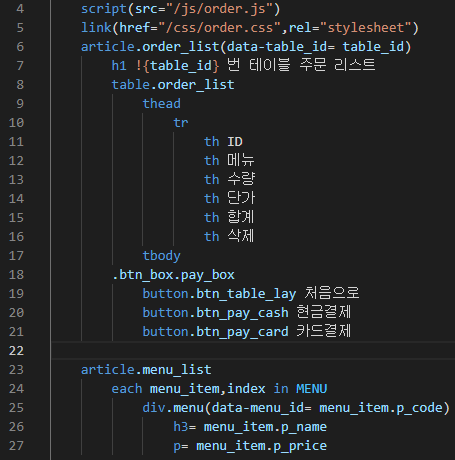 4 script(src="/js/order.js")
5 link(href="/css/order.css",rel="stylesheet")
6 article.order_list(data-table_id= table_id)
7 h1 !{table_id} 번 테이블 주문 리스트
8 table.order_list
9 thead
10 tr
11 th ID
12 th 메뉴
13 th 수량
14 th 단가
15 th 합계
16 th 삭제
17 tbody
18 .btn_box.pay_box
19 button.btn_table_lay 처음으로
20 button.btn_pay_cash 현금결제
21 button.btn_pay_card 카드결제
22
23 article.menu_list
24 each menu_item,index in MENU
25 div.menu(data-menu_id= menu_item.p_code)
26 h3= menu_item.p_name
27 p= menu_item.p_price